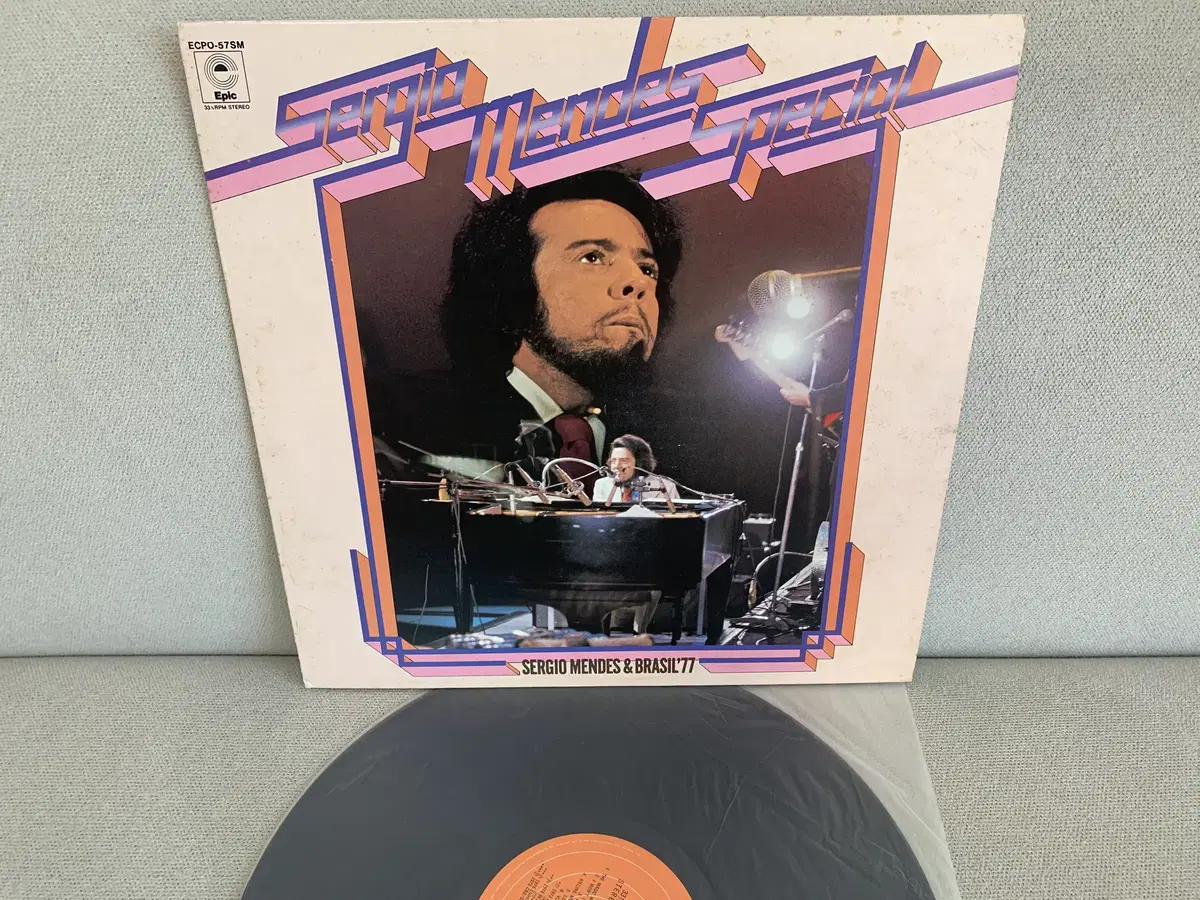 ECPO-57SM
Epic
33⅓RPM STEREO
Sergio Mendes Special
SERGIO MENDES & BRASIL'77